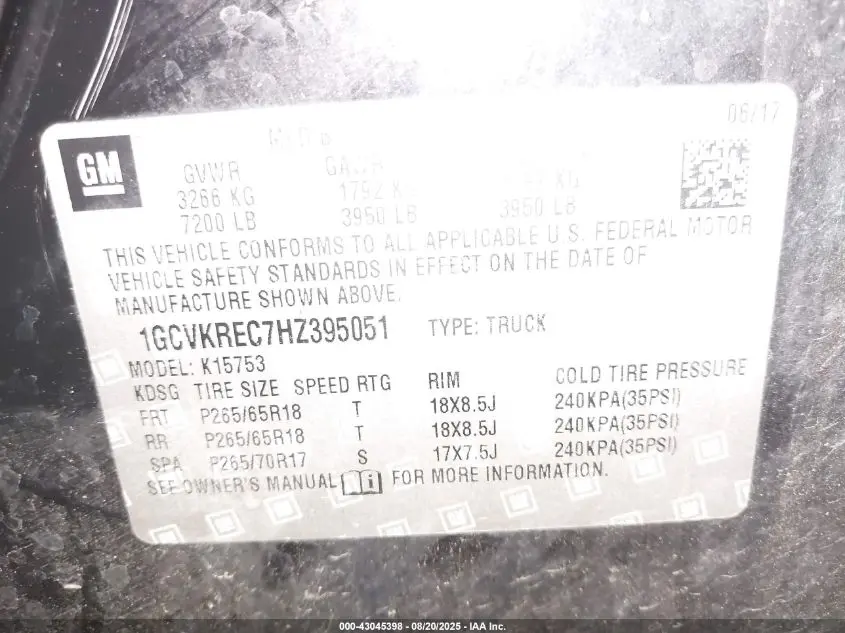 06/17
GM
GVWR
3266 KG 1792 KG
7200 LB 3950 LB 3950 LB
THIS VEHICLE CONFORMS TO ALL APPLICABLE U.S. FEDERAL MOTOR
VEHICLE SAFETY STANDARDS IN EFFECT ON THE DATE OF
MANUFACTURE SHOWN ABOVE.
1GCVKREC7HZ395051 TYPE: TRUCK
MODEL: K15753
KDSG TIRE SIZE SPEED RTG RIM COLD TIRE PRESSURE
FRT P265/65R18 T 18X8.5J 240KPA(35PSI)
RR P265/65R18 T 18X8.5J 240KPA(35PSI)
SPA P265/70R17 S 17X7.5J 240KPA(35PSI)
SEE OWNER'S MANUAL i FOR MORE INFORMATION.
000-43045398 - 08/20/2025 - IAA Inc.